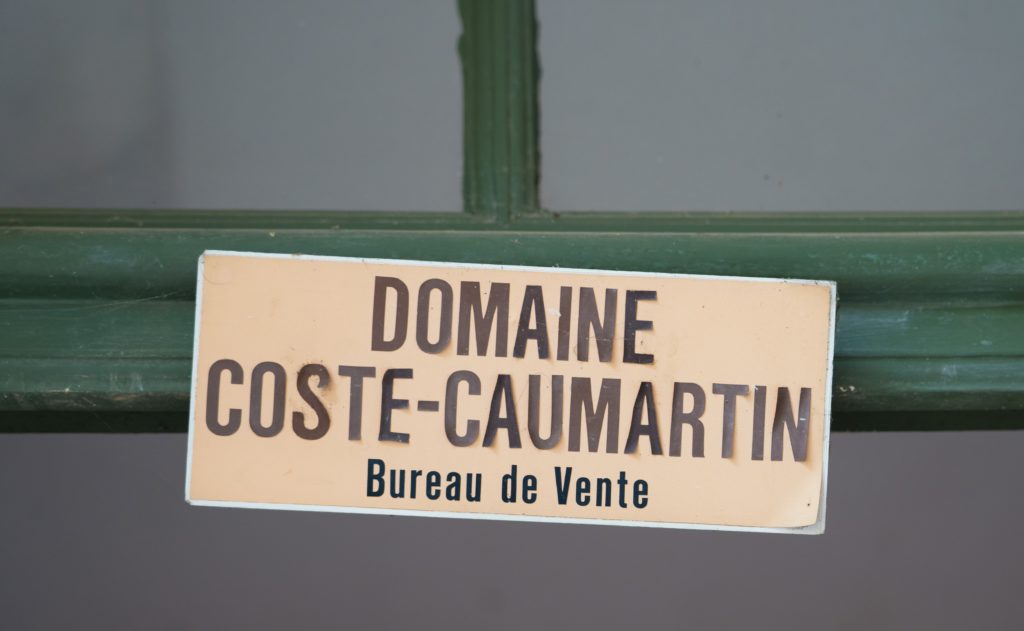 DOMAINE
COSTE-CAUMARTIN
Bureau de Vente